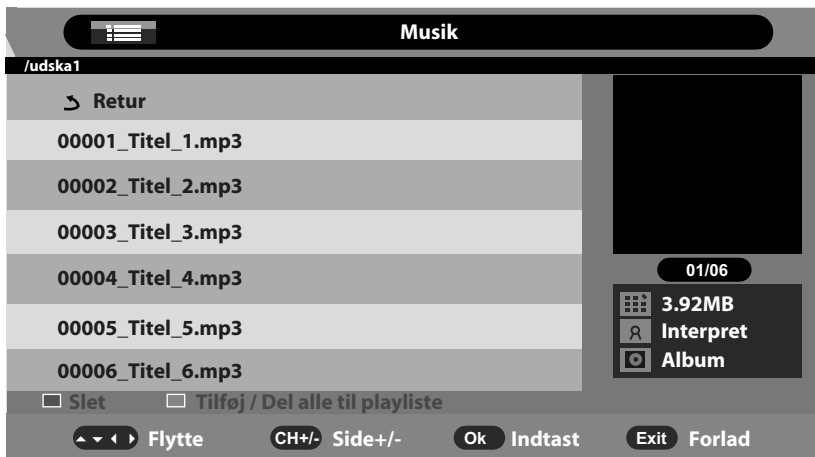 Musik
/udska1
Retur
00001_Titel_1.mp3
00002_Titel_2.mp3
00003_Titel_3.mp3
00004_Titel_4.mp3
00005_Titel_5.mp3
00006_Titel_6.mp3
01/06
3.92MB
Interpret
Album
Slet Tilføj / Del alle til playliste
Flytte CH+/- Side+/- Ok Indtast Exit Forlad